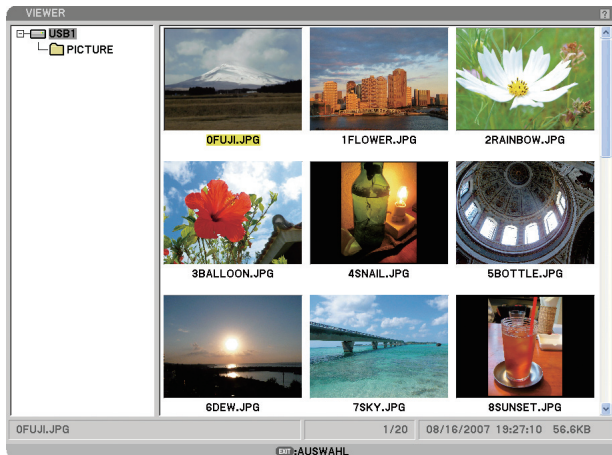 VIEWER ?
USB1
PICTURE
0FUJI.JPG 1FLOWER.JPG 2RAINBOW.JPG
3BALLOON.JPG 4SNAIL.JPG 5BOTTLE.JPG
6DEW.JPG 7SKY.JPG 8SUNSET.JPG
0FUJI.JPG 1/20 08/16/2007 19:27:10 56.6KB
EXIT :AUSWAHL